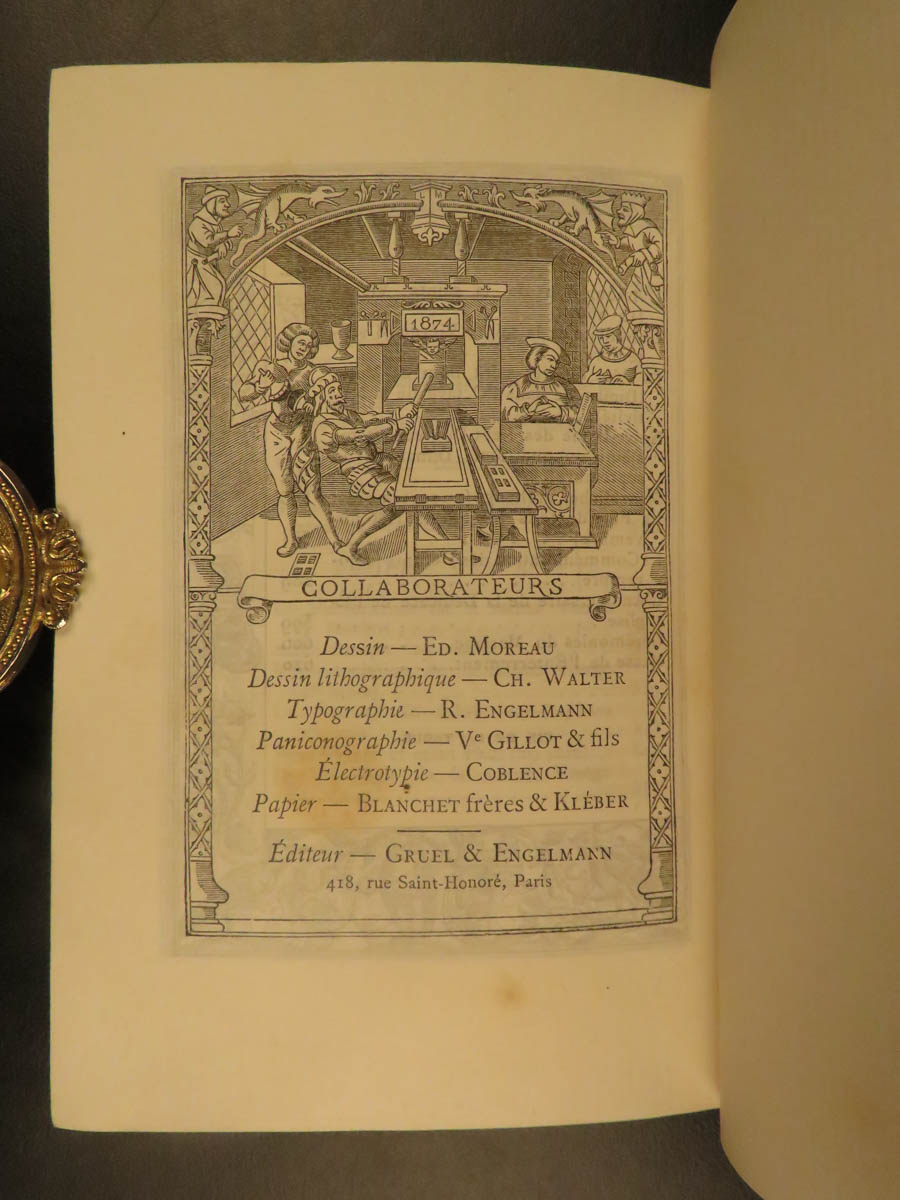 LM
1874
COLLABORATEURS
Dessin — ED. MOREAU
Dessin lithographique — CH. WALTER
Typographie — R. ENGELMANN
Paniconographie — Ve GILLOT & fils
Électrotypie — COBLENCE
Papier — BLANCHET frères & KLÉBER
Éditeur — GRUEL & ENGELMANN
418, rue Saint-Honoré, Paris